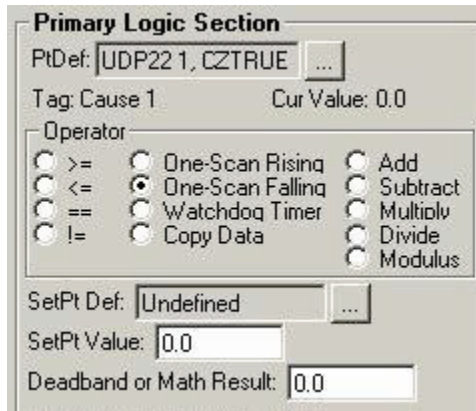 Primary Logic Section
PtDef: UDP22 1, CZTRUE ...
Tag: Cause 1 Cur Value: 0.0
Operator
>= One-Scan Rising Add
<= One-Scan Falling Subtract
== Watchdog Timer Multiply
!= Copy Data Divide
Modulus
SetPt Def: Undefined ...
SetPt Value: 0.0
Deadband or Math Result: 0.0